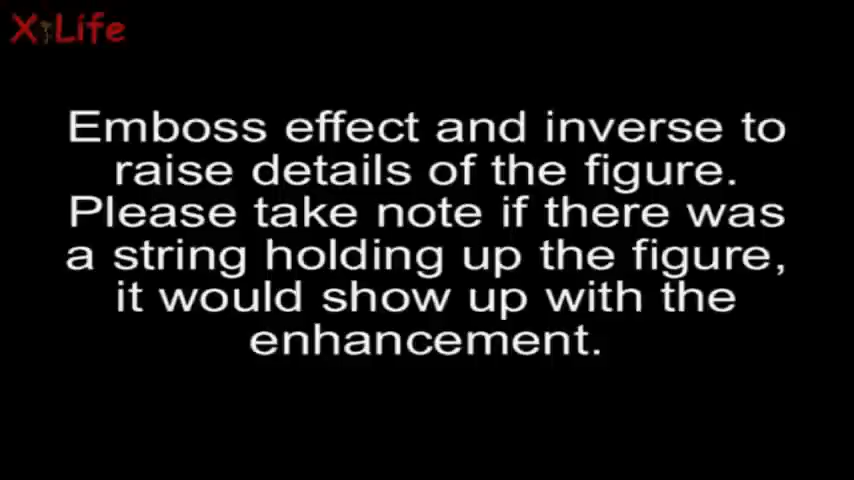 X Life
Emboss effect and inverse to
raise details of the figure.
Please take note if there was
a string holding up the figure,
it would show up with the
enhancement.